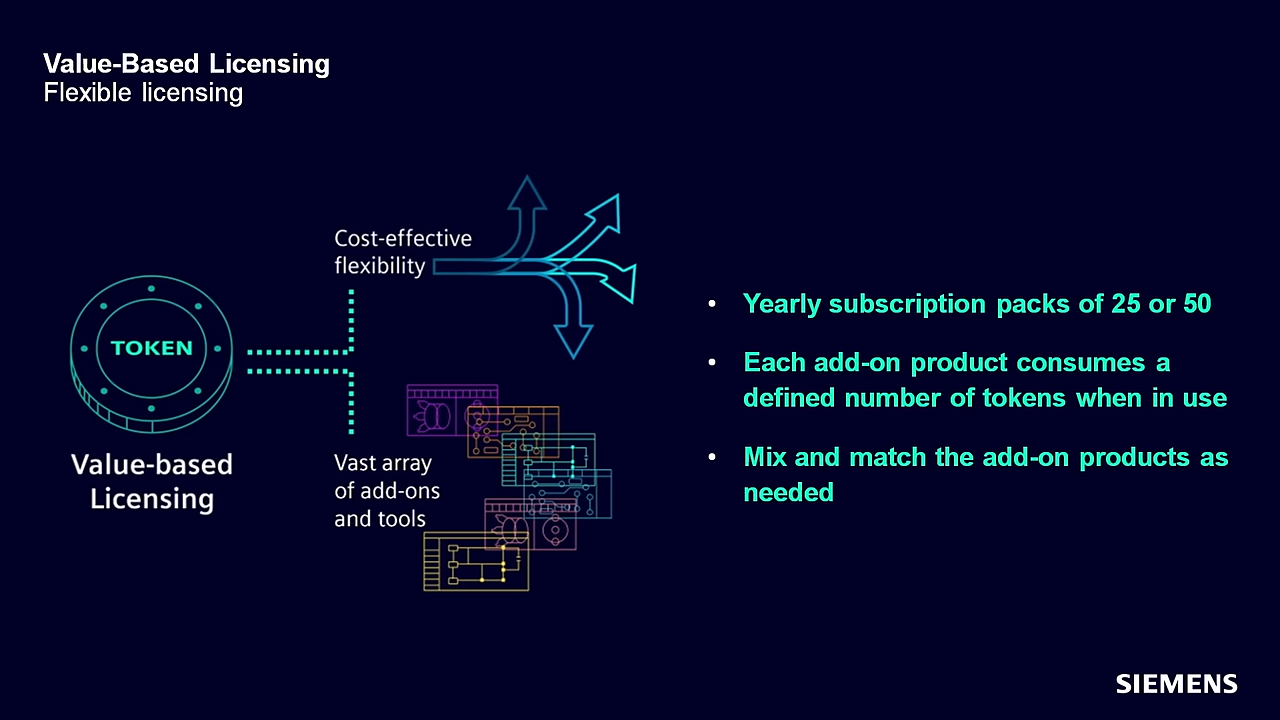 Value-Based Licensing
Flexible licensing
Cost-effective
flexibility
TOKEN
Value-based
Licensing
Vast array
of add-ons
and tools
• Yearly subscription packs of 25 or 50
• Each add-on product consumes a
defined number of tokens when in use
• Mix and match the add-on products as
needed
SIEMENS